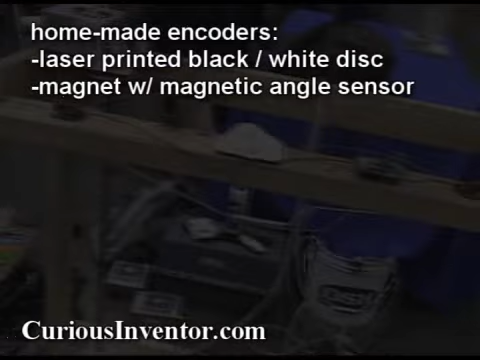 home-made encoders:
-laser printed black / white disc
-magnet w/ magnetic angle sensor
CuriousInventor.com